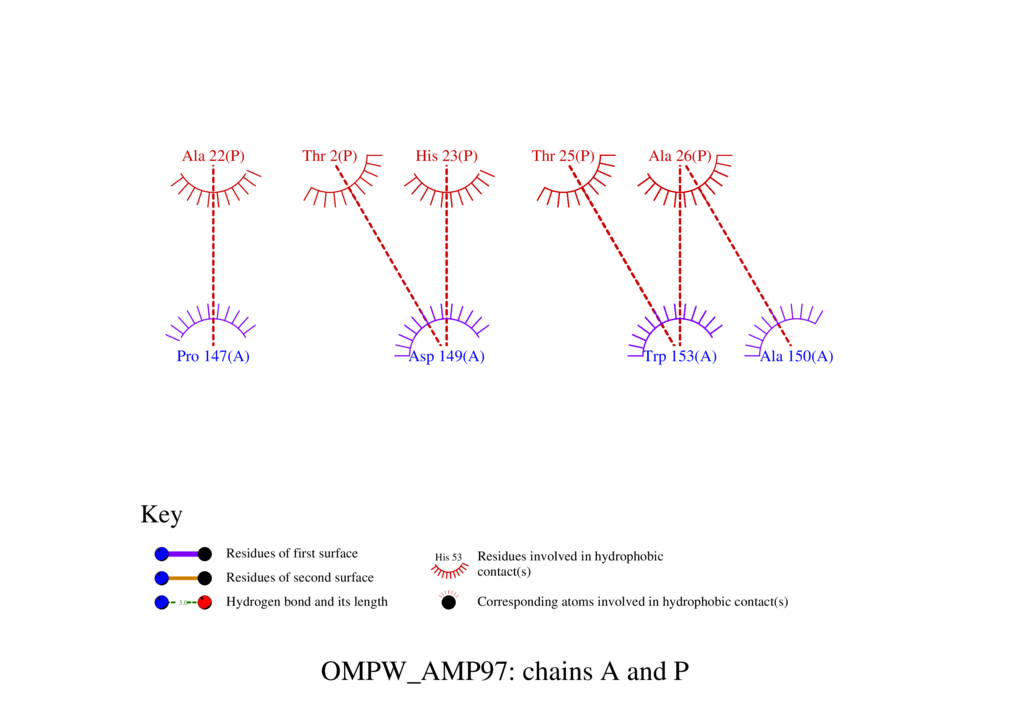 Ala 22(P) Thr 2(P) His 23(P) Thr 25(P) Ala 26(P)
Pro 147(A) Asp 149(A) Trp 153(A) Ala 150(A)
Key
Residues of first surface
Residues of second surface
3.0
Hydrogen bond and its length
His 53
Residues involved in hydrophobic
contact(s)
Corresponding atoms involved in hydrophobic contact(s)
OMPW_AMP97: chains A and P